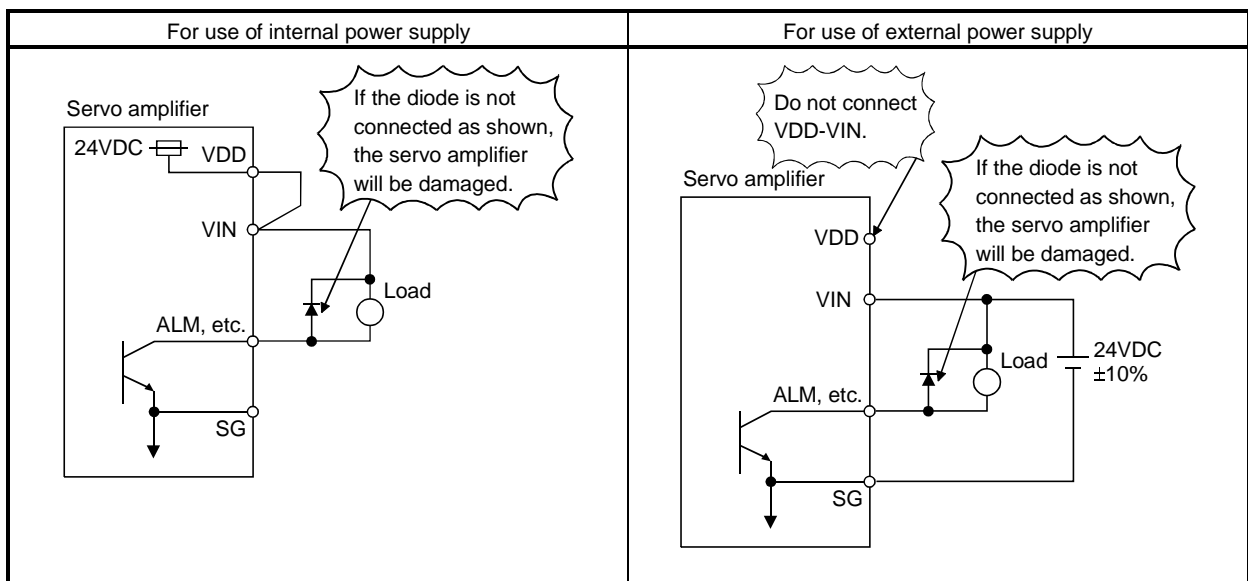 For use of internal power supply
For use of external power supply
If the diode is not
connected as shown,
the servo amplifier
will be damaged.
Servo amplifier
24VDC
VDD
VIN
Load
ALM, etc.
SG
Do not connect
VDD-VIN.
If the diode is not
connected as shown,
the servo amplifier
will be damaged.
Servo amplifier
VDD
VIN
Load
24VDC
±10%
ALM, etc.
SG